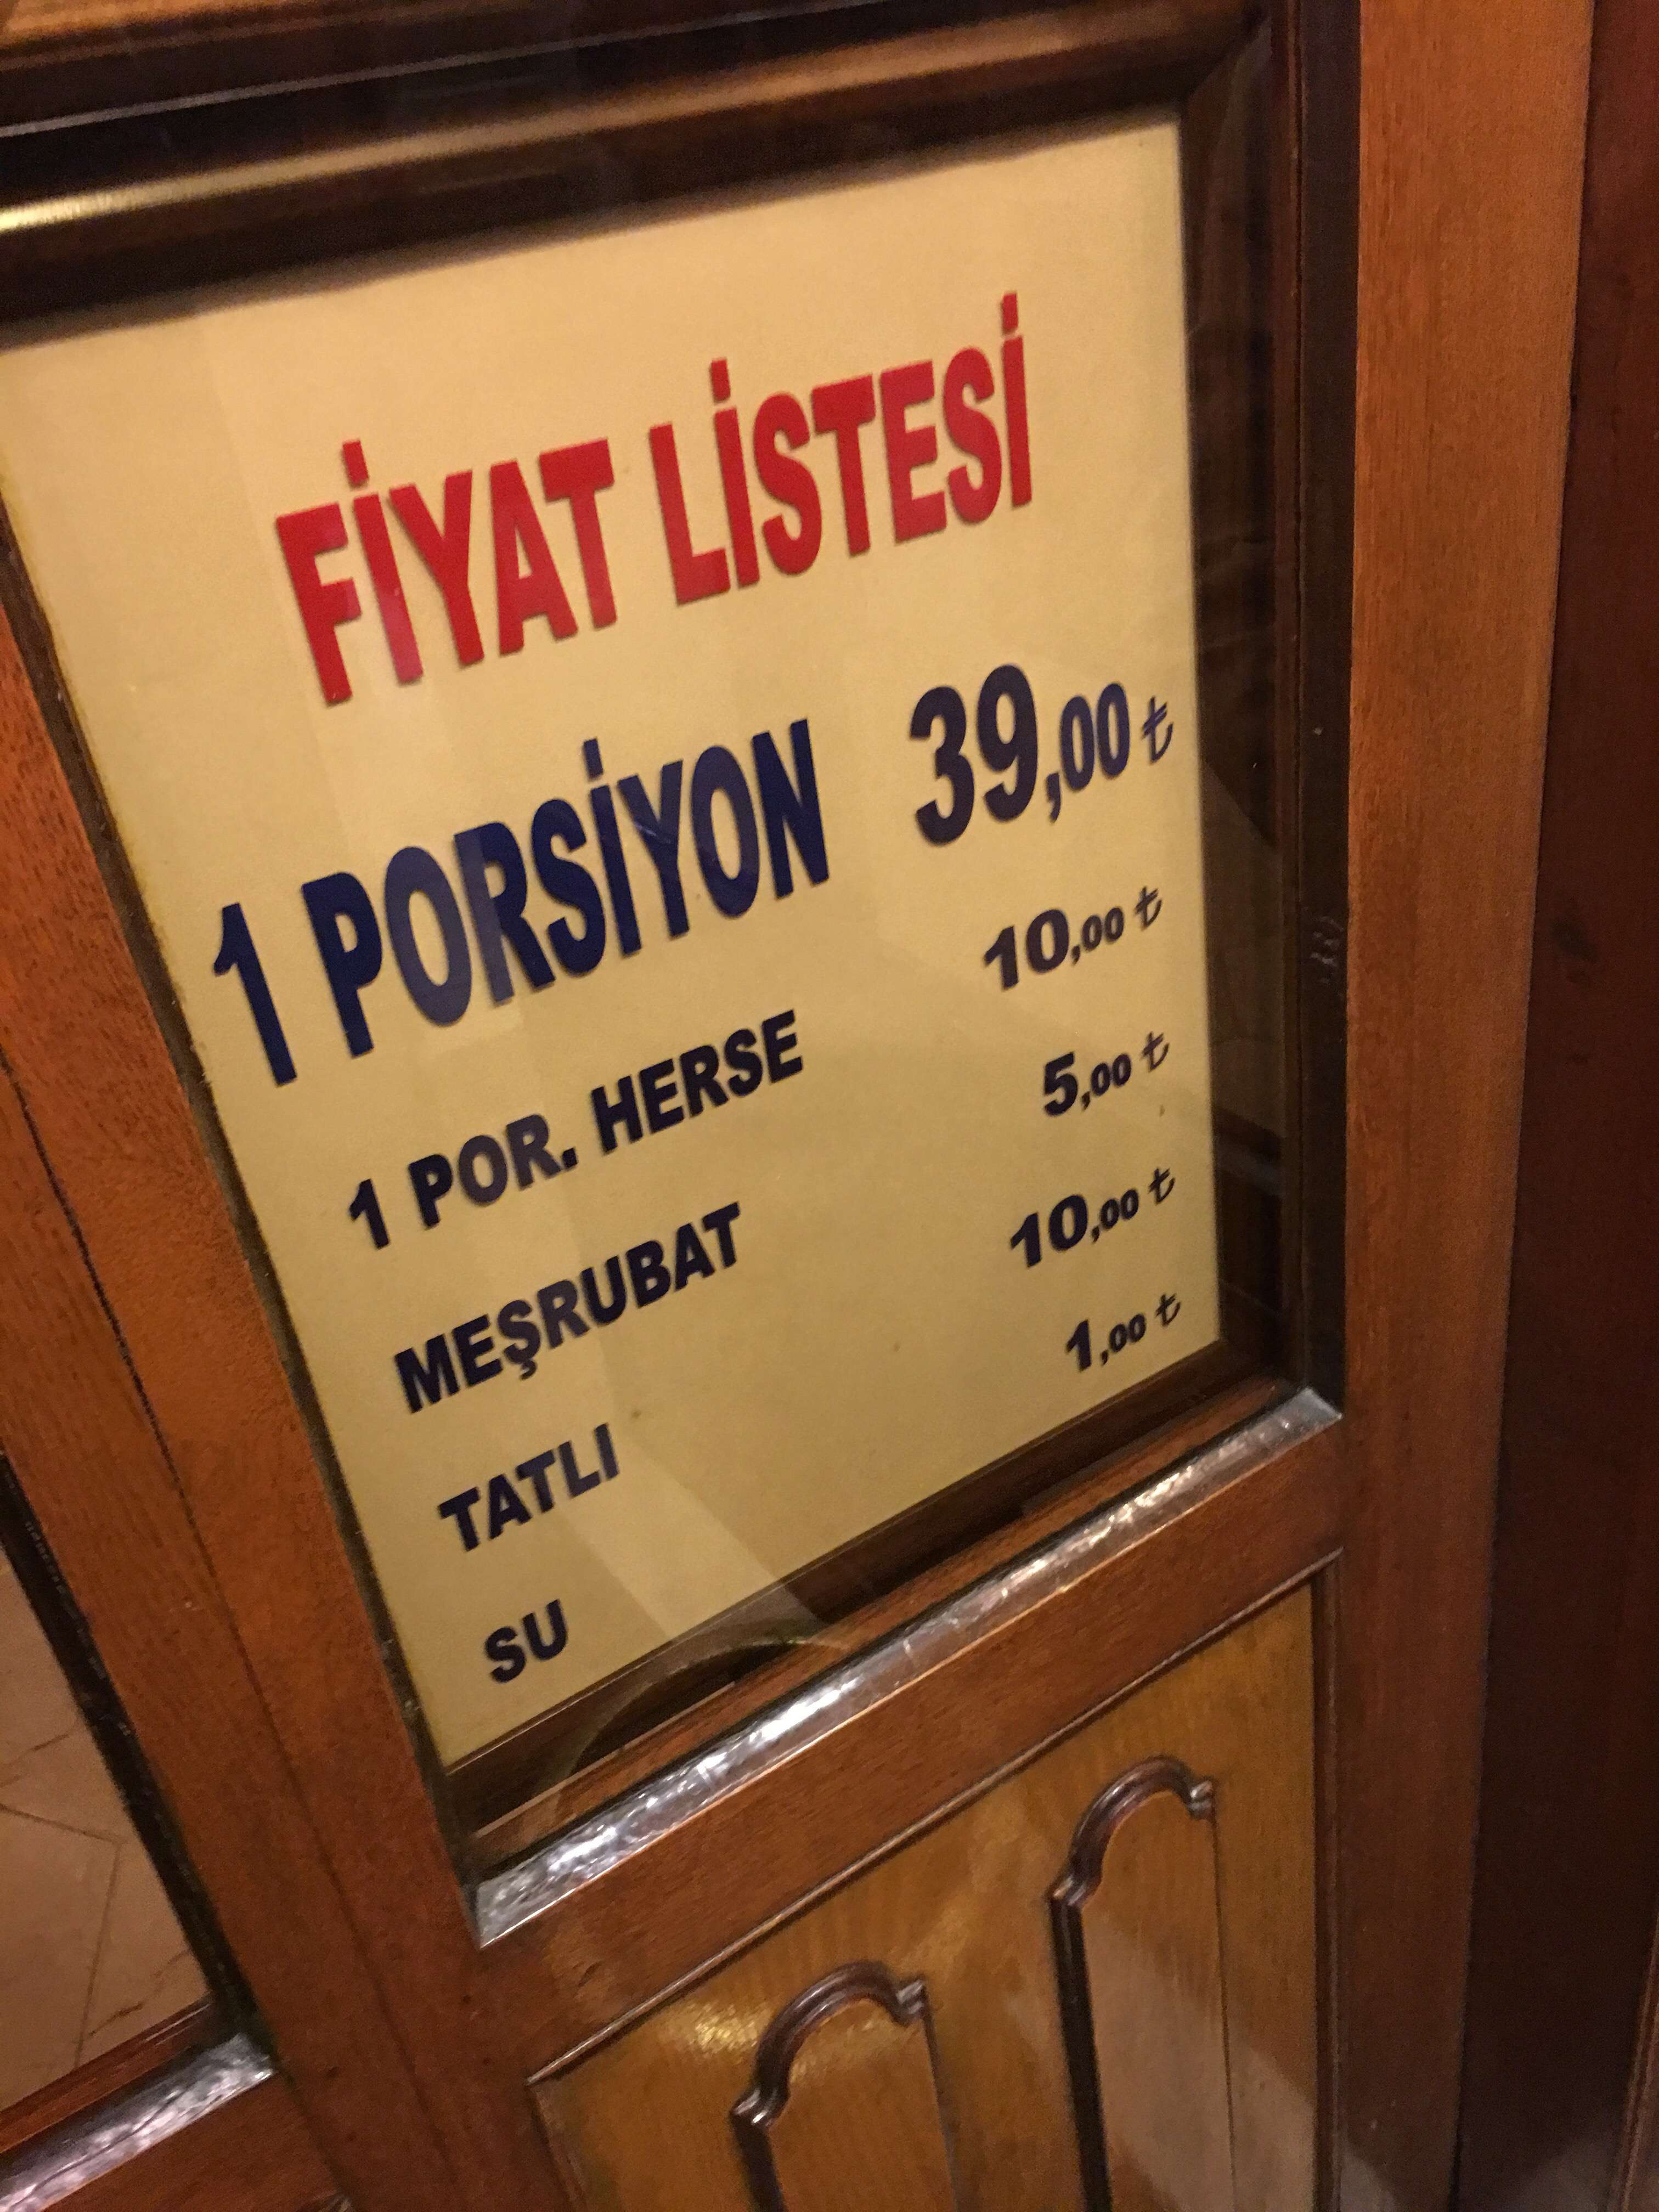 FİYAT LİSTESİ
1 PORSİYON 39,00 ₺
1 POR. HERSE 10,00 ₺
MEŞRUBAT 5,00 ₺
TATLI 10,00 ₺
SU 1,00 ₺